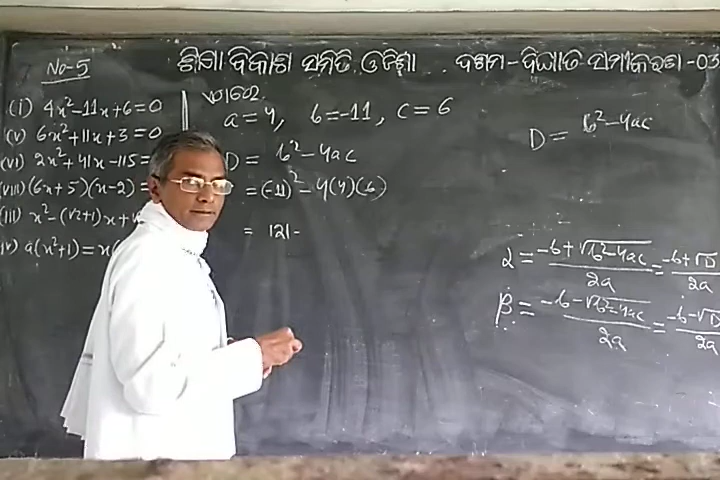 ଶିକ୍ଷା ବିକାଶ ସମିତି ଓଡ଼ିଶା . ଦଶମ - ଦ୍ବିଘାତ ସମୀକରଣ - 03
No-5
(i) 4x²-11x+6=0
(v) 6x²+11x+3=0
(vi) 2x²+41x-115=
(viii) (6x+5)(x-2)=
(iii) x²-(√2+1)x+
(iv) a(x²+1)=x(
ଏଠାରେ
a=4, b=-11, c=6
D = b²-4ac
=(-11)²-4(4)(6)
= 121-
D = b²-4ac
α = -b+√b²-4ac / 2a = -b+√D / 2a
β = -b-√b²-4ac / 2a = -b-√D / 2a